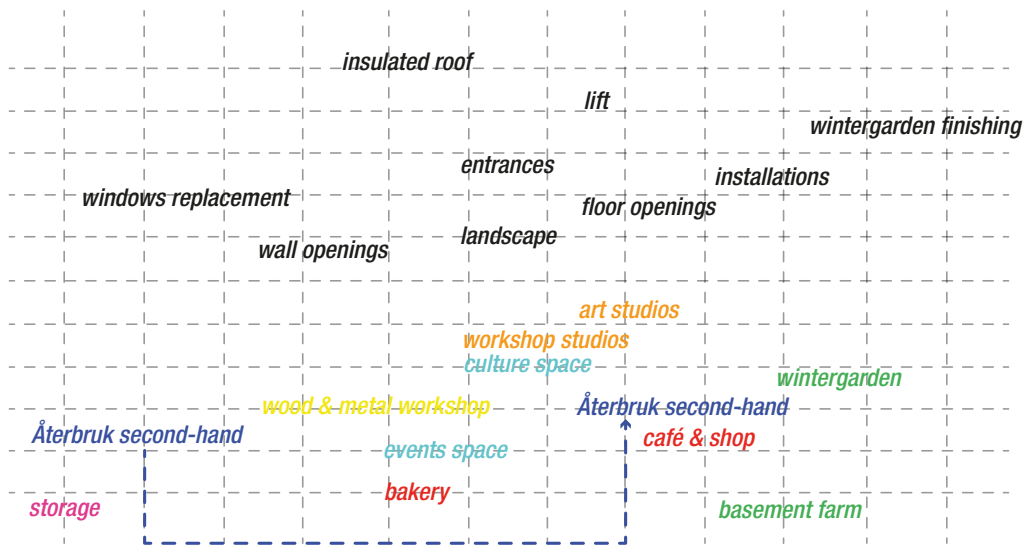 insulated roof
lift
wintergarden finishing
entrances
installations
windows replacement
floor openings
landscape
wall openings
art studios
workshop studios
culture space
wintergarden
wood & metal workshop
Återbruk second-hand
Återbruk second-hand
café & shop
events space
bakery
storage
basement farm